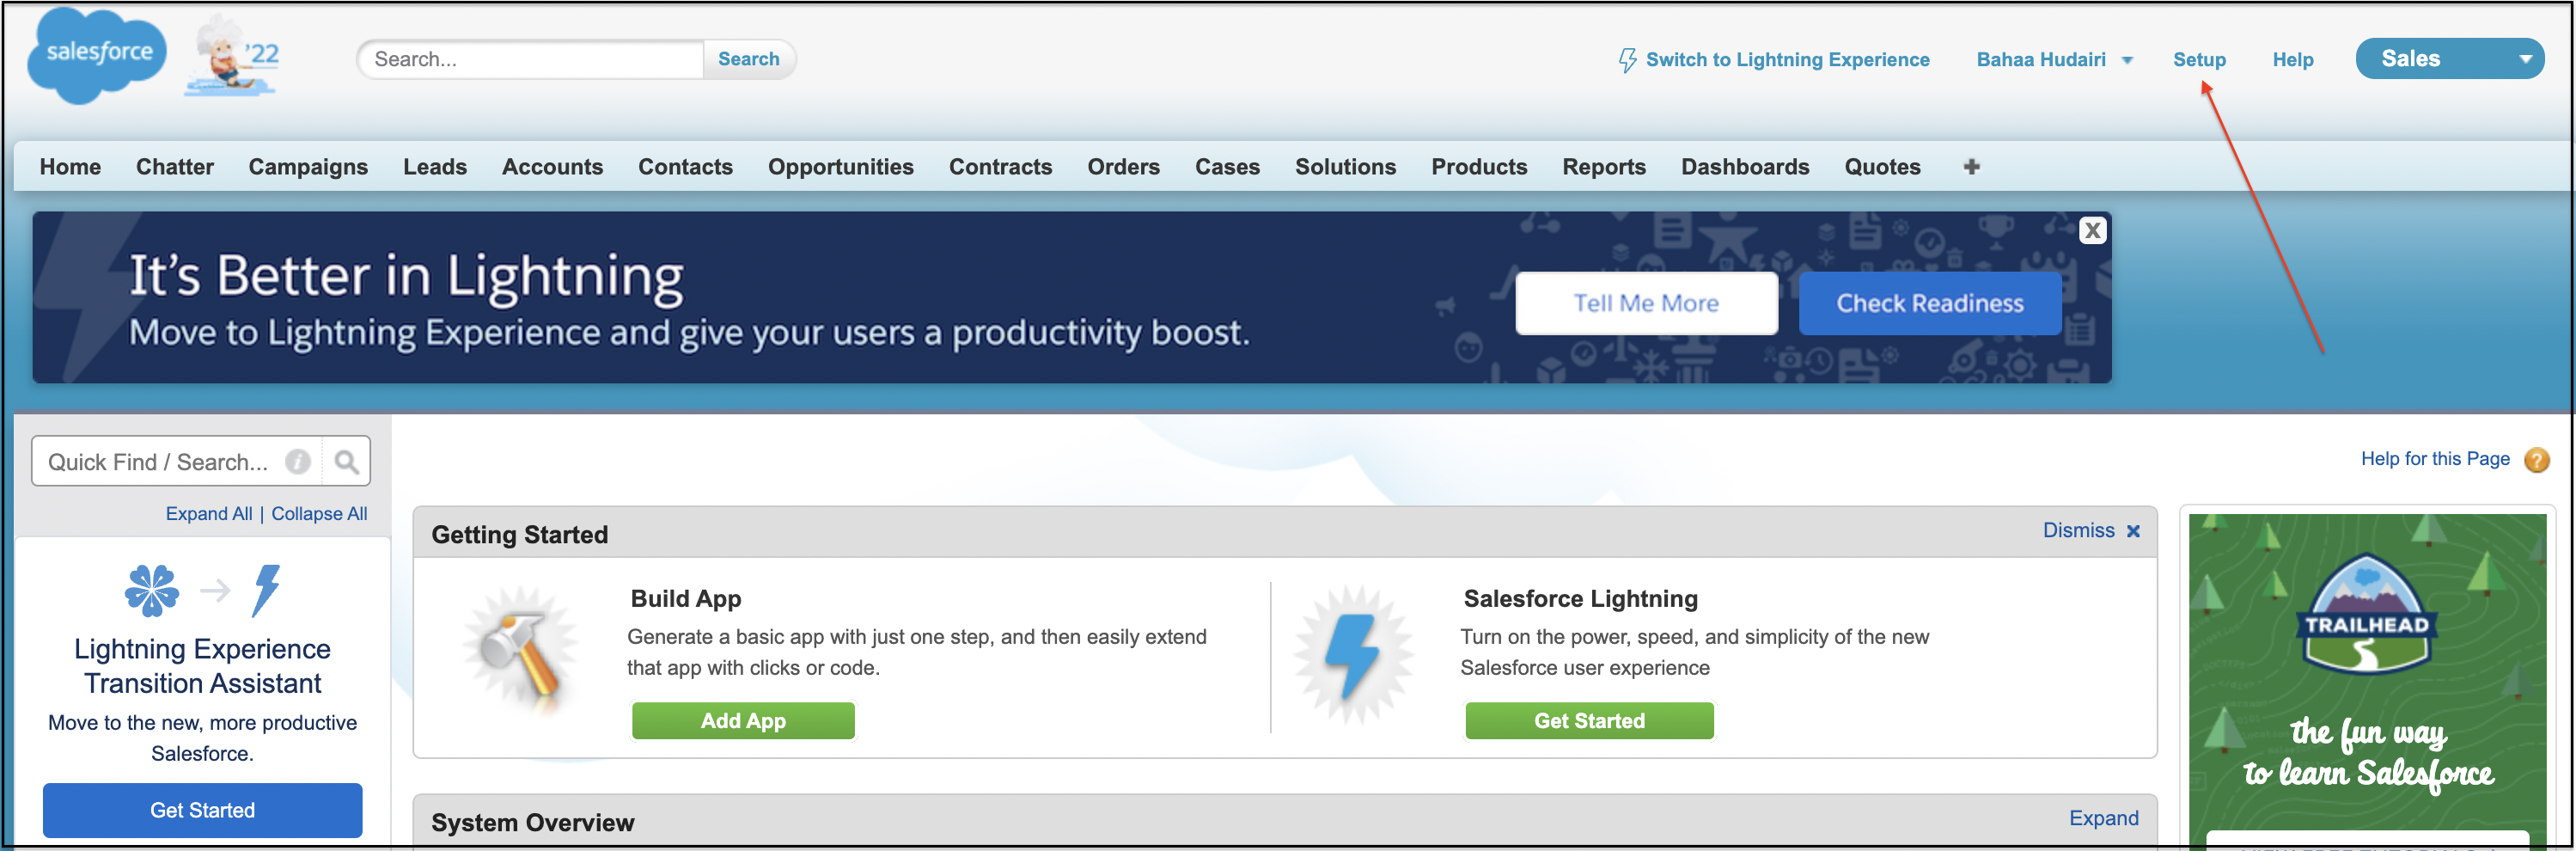 salesforce
'22
Search...
Search
Switch to Lightning Experience
Bahaa Hudairi
Setup
Help
Sales
Home Chatter Campaigns Leads Accounts Contacts Opportunities Contracts Orders Cases Solutions Products Reports Dashboards Quotes +
X
It's Better in Lightning
Move to Lightning Experience and give your users a productivity boost.
Tell Me More
Check Readiness
Quick Find / Search... i
Expand All | Collapse All
Lightning Experience
Transition Assistant
Move to the new, more productive
Salesforce.
Get Started
Help for this Page ?
Getting Started
Dismiss x
Build App
Generate a basic app with just one step, and then easily extend
that app with clicks or code.
Add App
Salesforce Lightning
Turn on the power, speed, and simplicity of the new
Salesforce user experience
Get Started
System Overview
Expand
TRAILHEAD
the fun way
to learn Salesforce